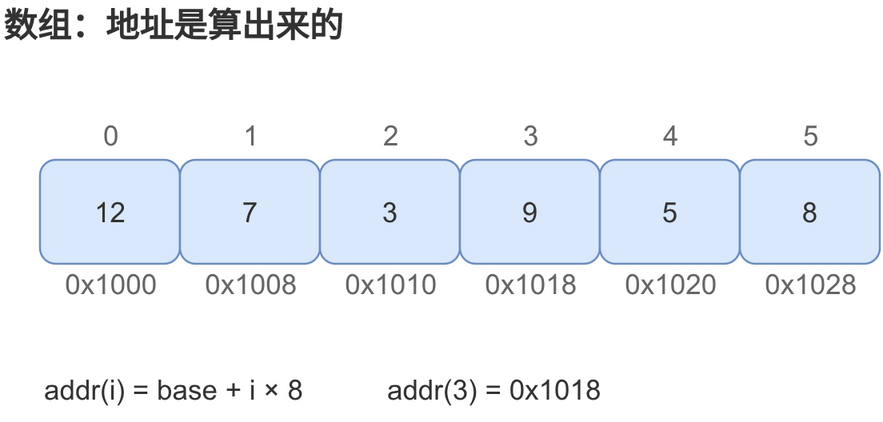 数组：地址是算出来的
0 1 2 3 4 5
12 7 3 9 5 8
0x1000 0x1008 0x1010 0x1018 0x1020 0x1028
addr(i) = base + i × 8 addr(3) = 0x1018